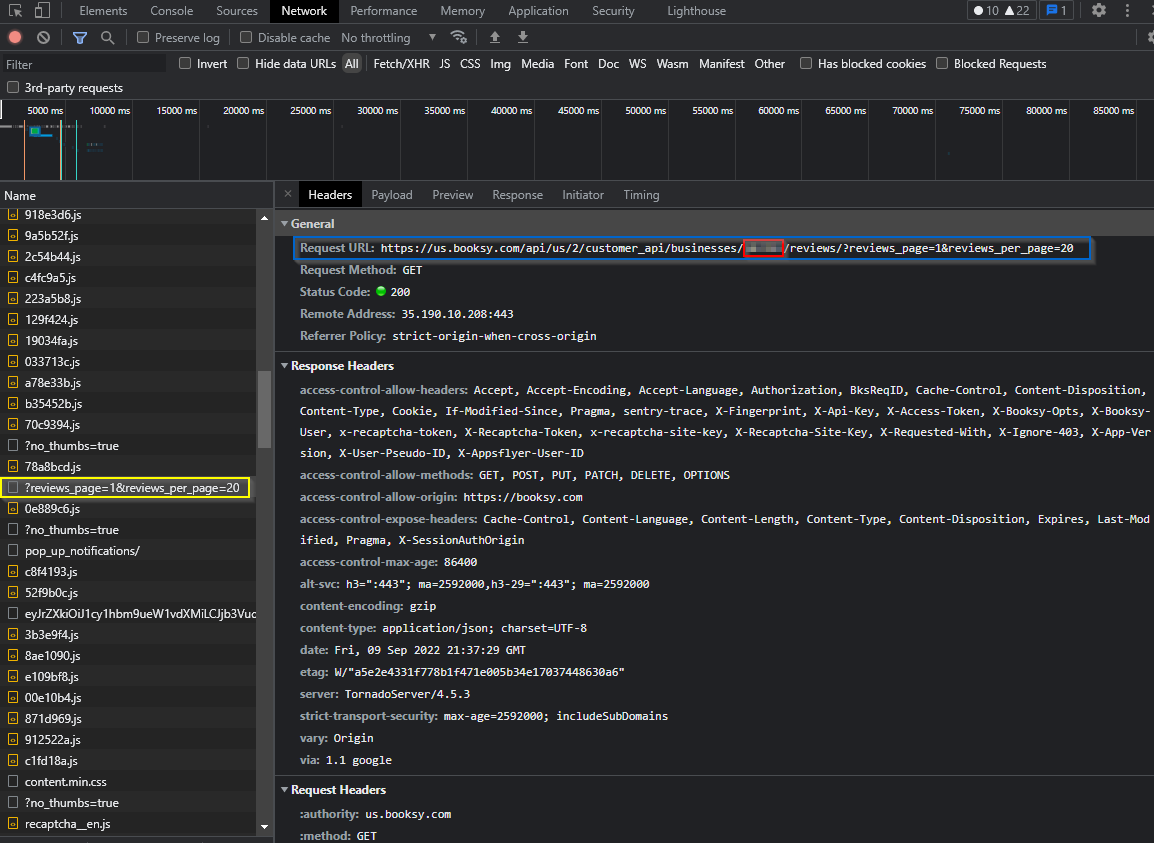 Elements Console Sources Network Performance Memory Application Security Lighthouse 10 22 1
Preserve log Disable cache No throttling
Filter Invert Hide data URLs All Fetch/XHR JS CSS Img Media Font Doc WS Wasm Manifest Other Has blocked cookies Blocked Requests
3rd-party requests
5000 ms 10000 ms 15000 ms 20000 ms 25000 ms 30000 ms 35000 ms 40000 ms 45000 ms 50000 ms 55000 ms 60000 ms 65000 ms 70000 ms 75000 ms 80000 ms 85000 ms
Name
918e3d6.js
9a5b52f.js
2c54b44.js
c4fc9a5.js
223a5b8.js
129f424.js
19034fa.js
033713c.js
a78e33b.js
b35452b.js
70c9394.js
?no_thumbs=true
78a8bcd.js
?reviews_page=1&reviews_per_page=20
0e889c6.js
?no_thumbs=true
pop_up_notifications/
c8f4193.js
52f9b0c.js
eyJrZXkiOiJ1cy1hbm9ueW1vdXMiLCJjb3Vuc
3b3e9f4.js
8ae1090.js
e109bf8.js
00e10b4.js
871d969.js
912522a.js
c1fd18a.js
content.min.css
?no_thumbs=true
recaptcha__en.js
× Headers Payload Preview Response Initiator Timing
General
Request URL: https://us.booksy.com/api/us/2/customer_api/businesses/ /reviews/?reviews_page=1&reviews_per_page=20
Request Method: GET
Status Code: 200
Remote Address: 35.190.10.208:443
Referrer Policy: strict-origin-when-cross-origin
Response Headers
access-control-allow-headers: Accept, Accept-Encoding, Accept-Language, Authorization, BksReqID, Cache-Control, Content-Disposition,
Content-Type, Cookie, If-Modified-Since, Pragma, sentry-trace, X-Fingerprint, X-Api-Key, X-Access-Token, X-Booksy-Opts, X-Booksy-
User, x-recaptcha-token, X-Recaptcha-Token, x-recaptcha-site-key, X-Recaptcha-Site-Key, X-Requested-With, X-Ignore-403, X-App-Ver
sion, X-User-Pseudo-ID, X-Appsflyer-User-ID
access-control-allow-methods: GET, POST, PUT, PATCH, DELETE, OPTIONS
access-control-allow-origin: https://booksy.com
access-control-expose-headers: Cache-Control, Content-Language, Content-Length, Content-Type, Content-Disposition, Expires, Last-Mod
ified, Pragma, X-SessionAuthOrigin
access-control-max-age: 86400
alt-svc: h3=":443"; ma=2592000,h3-29=":443"; ma=2592000
content-encoding: gzip
content-type: application/json; charset=UTF-8
date: Fri, 09 Sep 2022 21:37:29 GMT
etag: W/"a5e2e4331f778b1f471e005b34e17037448630a6"
server: TornadoServer/4.5.3
strict-transport-security: max-age=2592000; includeSubDomains
vary: Origin
via: 1.1 google
Request Headers
:authority: us.booksy.com
:method: GET